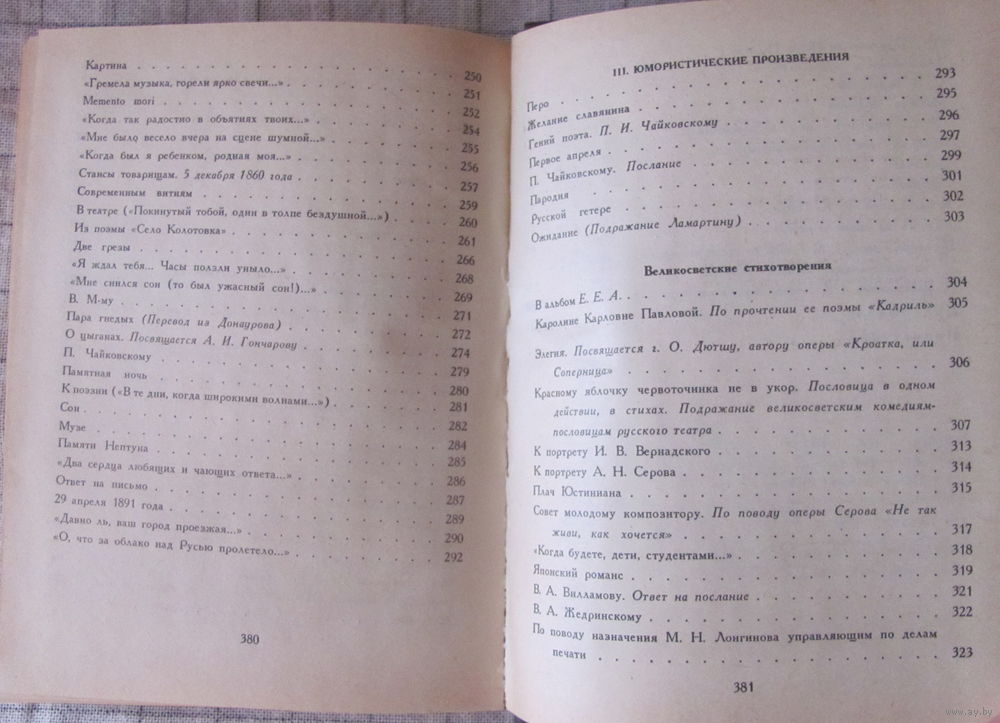 Картина . . . 250
«Гремела музыка, горели ярко свечи...» . . . 251
Memento mori . . . 252
«Когда так радостно в объятиях твоих...» . . . 254
«Мне было весело вчера на сцене шумной...» . . . 255
«Когда был я ребенком, родная моя...» . . . 256
Стансы товарищам. 5 декабря 1860 года . . . 257
Современным витиям . . . 259
В театре («Покинутый тобой, один в толпе бездушной...») . . . 260
Из поэмы «Село Колотовка» . . . 261
Две грезы . . . 266
«Я ждал тебя... Часы ползли уныло...» . . . 268
«Мне снился сон (то был ужасный сон!)...» . . . 269
В. М-му . . . 271
Пара гнедых (Перевод из Донаурова) . . . 272
О цыганах. Посвящается А. И. Гончарову . . . 274
П. Чайковскому . . . 279
Памятная ночь . . . 280
К поэзии («В те дни, когда широкими волнами...») . . . 281
Сон . . . 282
Музе . . . 284
Памяти Нептуна . . . 285
«Два сердца любящих и чающих ответа...» . . . 286
Ответ на письмо . . . 287
29 апреля 1891 года . . . 289
«Давно ль, ваш город проезжая...» . . . 290
«О, что за облако над Русью пролетело...» . . . 292
380
III. ЮМОРИСТИЧЕСКИЕ ПРОИЗВЕДЕНИЯ
Перо . . . 293
Желание славянина . . . 295
Гений поэта. П. И. Чайковскому . . . 296
Первое апреля . . . 297
П. Чайковскому. Послание . . . 299
Пародия . . . 301
Русской гетере . . . 302
Ожидание (Подражание Ламартину) . . . 303
Великосветские стихотворения
В альбом Е. Е. А. . . . 304
Каролине Карловне Павловой. По прочтении ее поэмы «Кадриль» 305
Элегия. Посвящается г. О. Дютшу, автору оперы «Кроатка, или
Соперница» . . . 306
Красному яблочку червоточинка не в укор. Пословица в одном
действии, в стихах. Подражание великосветским комедиям-
пословицам русского театра . . . 307
К портрету И. В. Вернадского . . . 313
К портрету А. Н. Серова . . . 314
Плач Юстиниана . . . 315
Совет молодому композитору. По поводу оперы Серова «Не так
живи, как хочется» . . . 317
«Когда будете, дети, студентами...» . . . 318
Японский романс . . . 319
В. А. Вилламову. Ответ на послание . . . 321
В. А. Жедринскому . . . 322
По поводу назначения М. Н. Лонгинова управляющим по делам
печати . . . 323
381
www.ay.by